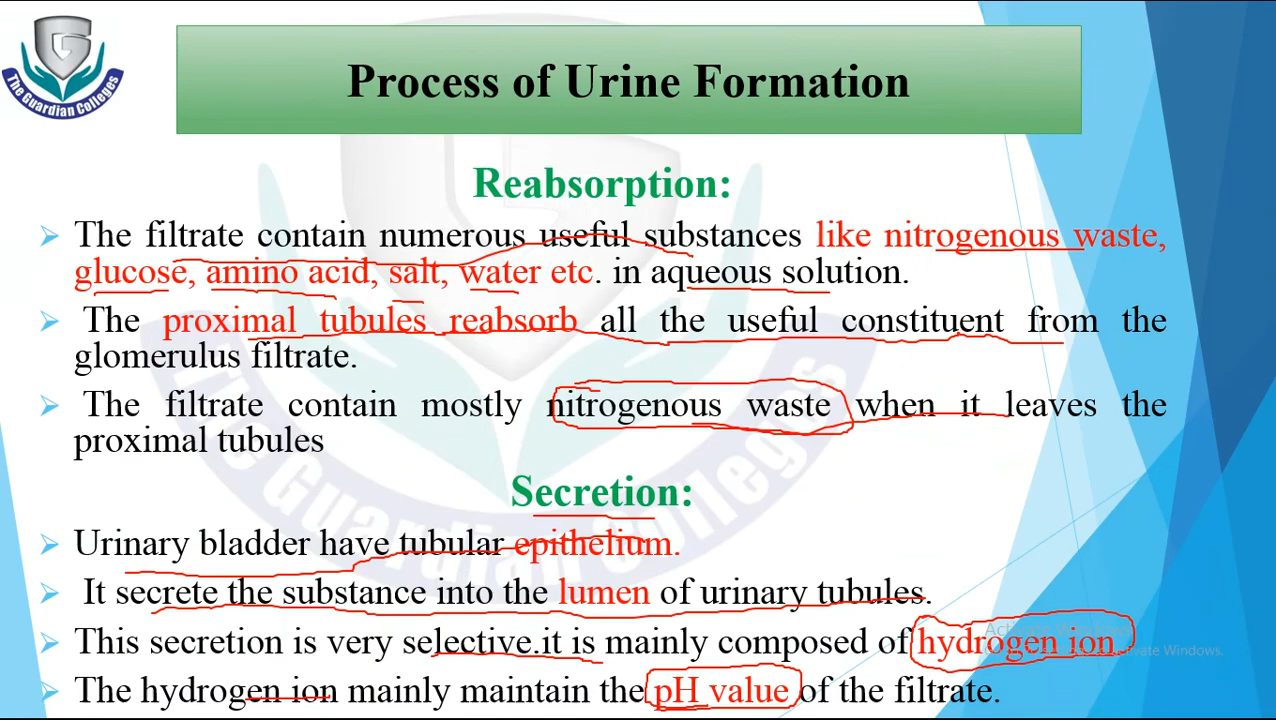 The Guardian Colleges
Process of Urine Formation
Reabsorption:
The filtrate contain numerous useful substances like nitrogenous waste,
glucose, amino acid, salt, water etc. in aqueous solution.
The proximal tubules reabsorb all the useful constituent from the
glomerulus filtrate.
The filtrate contain mostly nitrogenous waste when it leaves the
proximal tubules
Secretion:
Urinary bladder have tubular epithelium.
It secrete the substance into the lumen of urinary tubules.
This secretion is very selective.it is mainly composed of hydrogen ion.
The hydrogen ion mainly maintain the pH value of the filtrate.